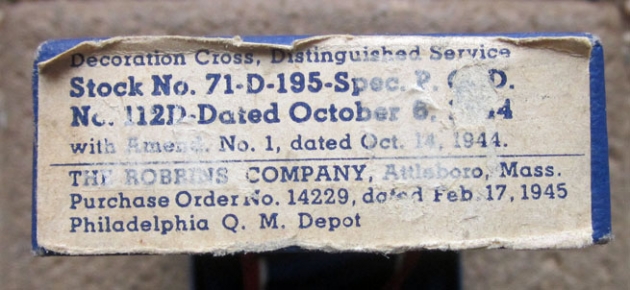 Decoration Cross, Distinguished Service
Stock No. 71-D-195-Spec. P. Q. D.
No. 112D-Dated October 6, 1944
with Amend. No. 1, dated Oct. 14, 1944.
THE ROBBINS COMPANY, Attleboro, Mass.
Purchase Order No. 14229, dated Feb. 17, 1945
Philadelphia Q. M. Depot